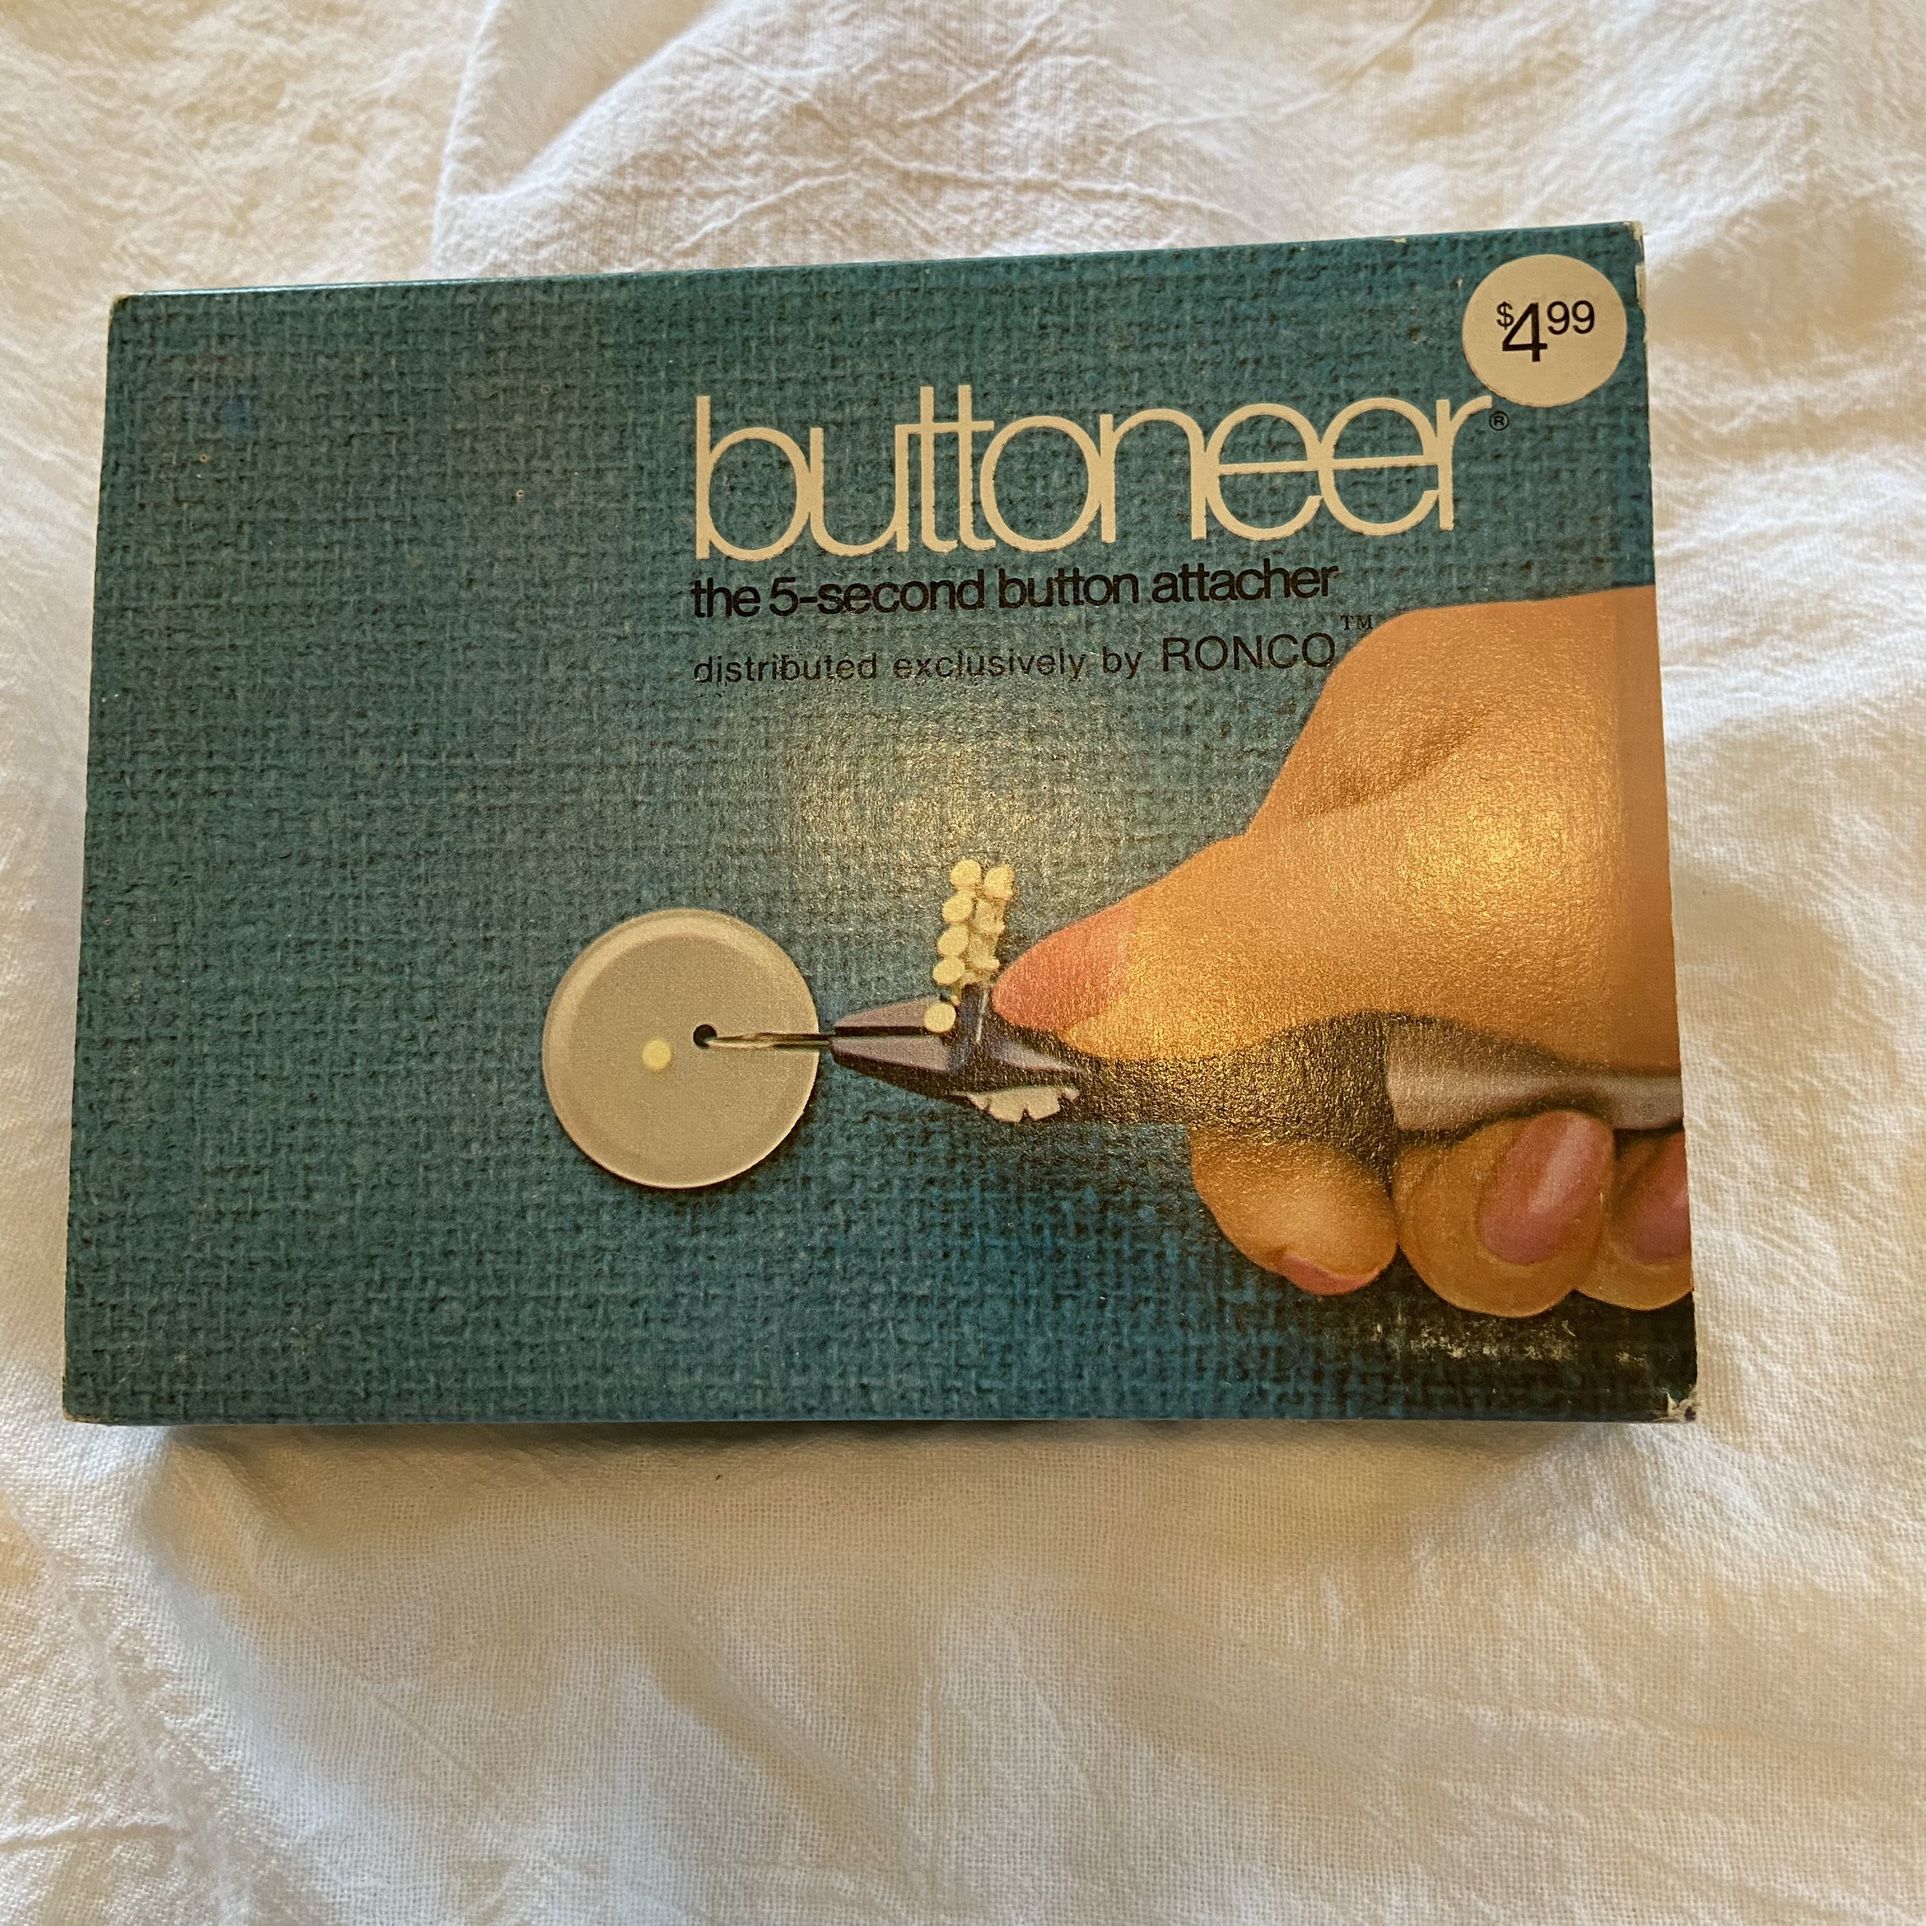 $4.99
buttoneer®
the 5-second button attacher
distributed exclusively by RONCO™